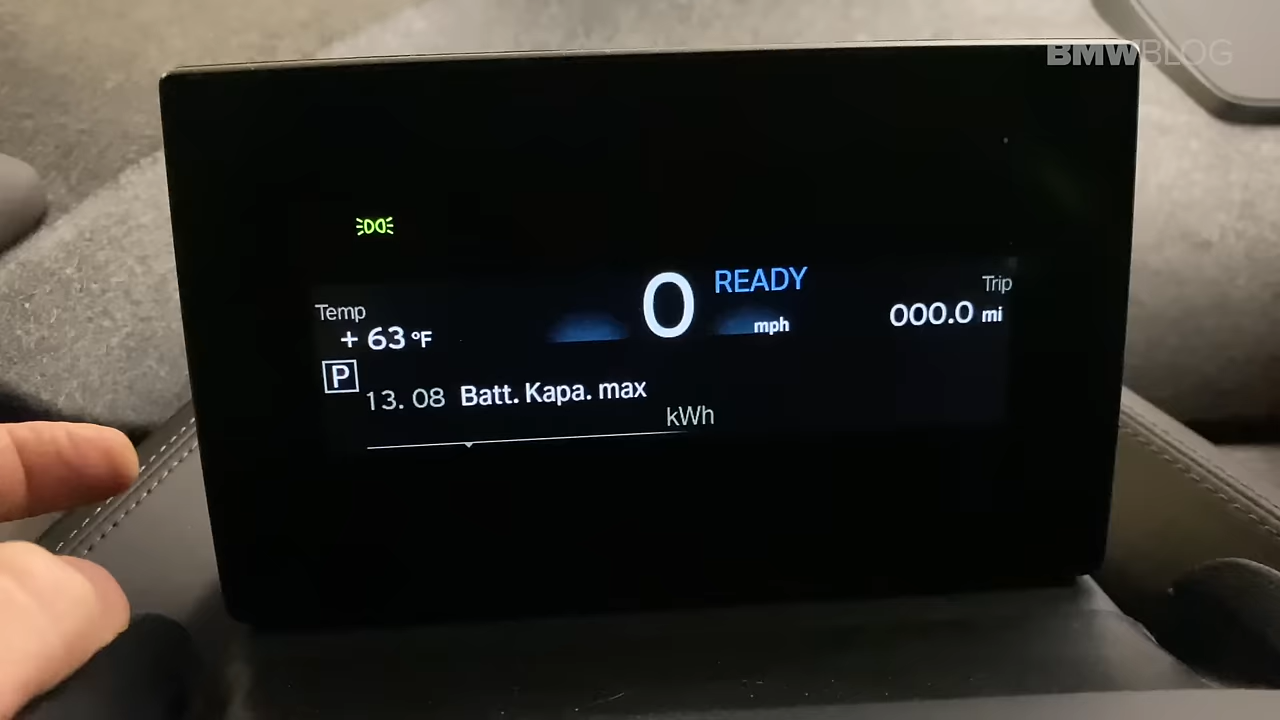 BMWBLOG
READY
0
mph
Trip
000.0 mi
Temp
+ 63 °F
P
13. 08 Batt. Kapa. max
kWh